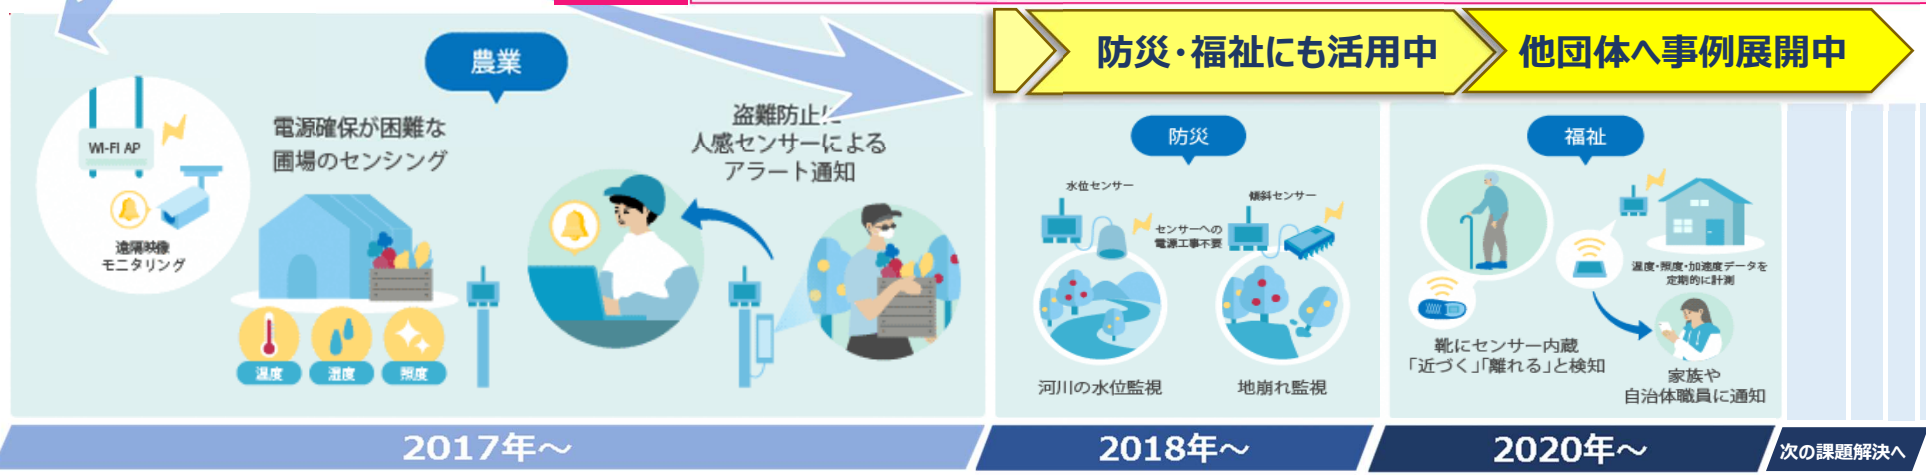 防災・福祉にも活用中
他団体へ事例展開中
農業
WI-FI AP
遠隔映像
モニタリング
電源確保が困難な
圃場のセンシング
温度
湿度
照度
盗難防止に
人感センサーによる
アラート通知
防災
水位センサー
傾斜センサー
センサーへの
電源工事不要
河川の水位監視
地崩れ監視
福祉
温度・照度・加速度データを
定期的に計測
靴にセンサー内蔵
「近づく」「離れる」と検知
家族や
自治体職員に通知
2017年～
2018年～
2020年～
次の課題解決へ